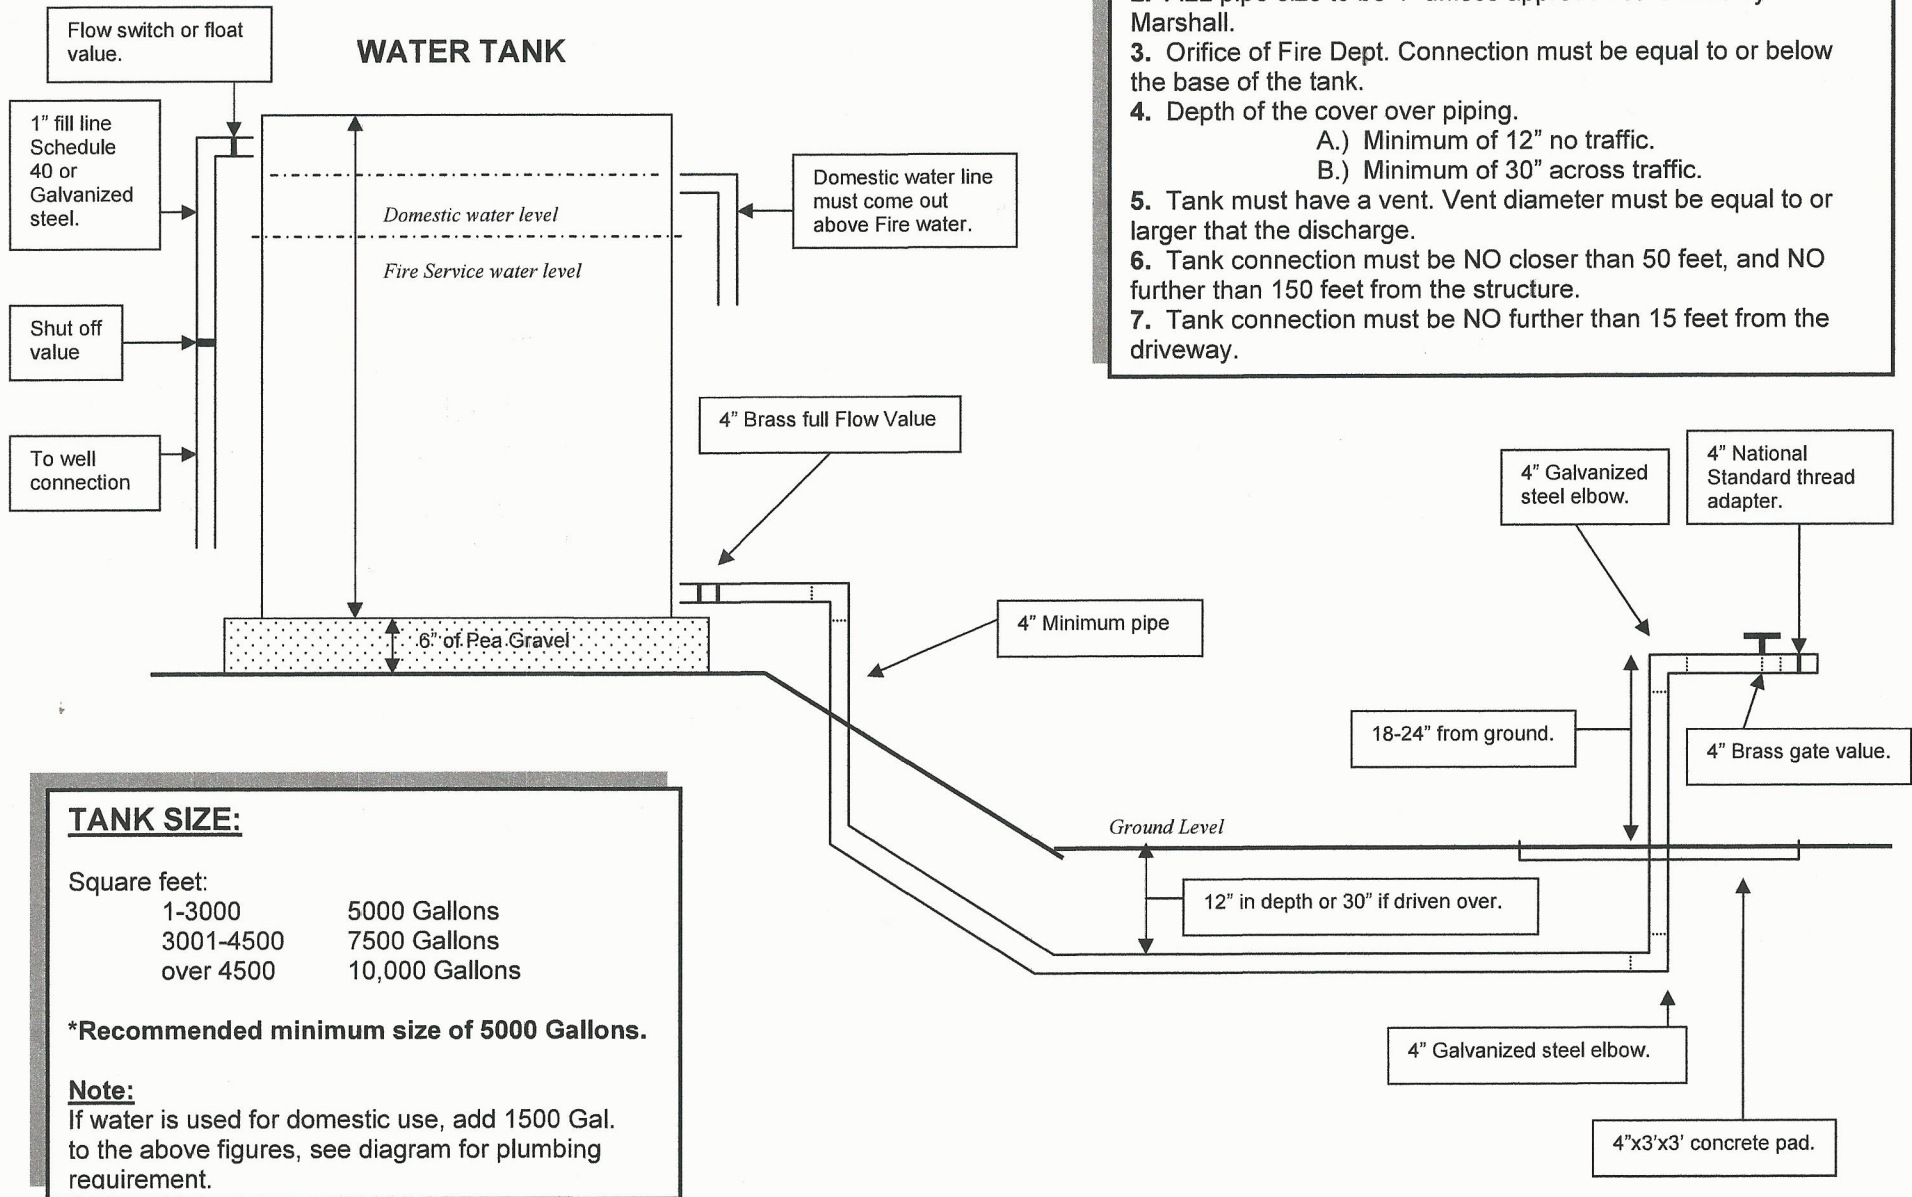 Flow switch or float
value.
WATER TANK
1” fill line
Schedule
40 or
Galvanized
steel.
Shut off
value
To well
connection
Domestic water level
Fire Service water level
Domestic water line
must come out
above Fire water.
Marshall.
3. Orifice of Fire Dept. Connection must be equal to or below
the base of the tank.
4. Depth of the cover over piping.
A.) Minimum of 12” no traffic.
B.) Minimum of 30” across traffic.
5. Tank must have a vent. Vent diameter must be equal to or
larger that the discharge.
6. Tank connection must be NO closer than 50 feet, and NO
further than 150 feet from the structure.
7. Tank connection must be NO further than 15 feet from the
driveway.
4” Brass full Flow Value
4” Galvanized
steel elbow.
4” National
Standard thread
adapter.
6” of Pea Gravel
4” Minimum pipe
18-24” from ground.
4” Brass gate value.
Ground Level
12” in depth or 30” if driven over.
4” Galvanized steel elbow.
4”x3’x3’ concrete pad.
TANK SIZE:
Square feet:
1-3000 5000 Gallons
3001-4500 7500 Gallons
over 4500 10,000 Gallons
*Recommended minimum size of 5000 Gallons.
Note:
If water is used for domestic use, add 1500 Gal.
to the above figures, see diagram for plumbing
requirement.